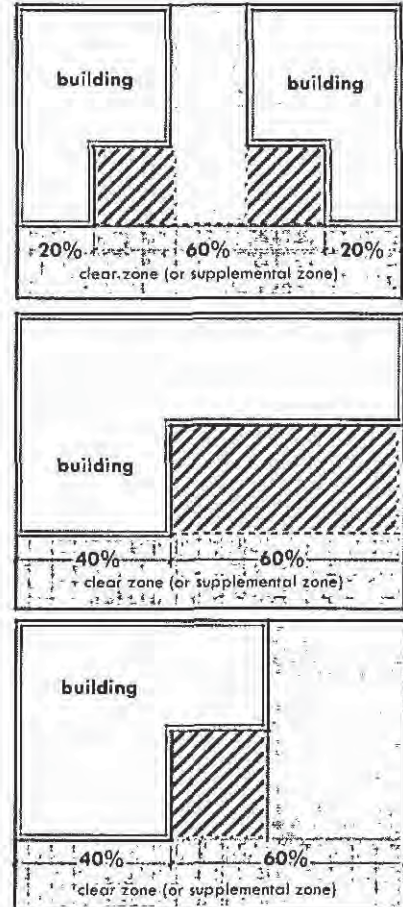 building building
20% 60% 20%
clear zone (or supplemental zone)
building
40% 60%
clear zone (or supplemental zone)
building
40% 60%
clear zone (or supplemental zone)